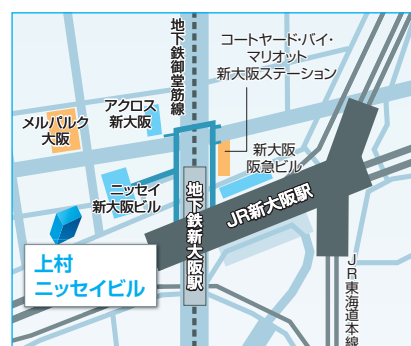 地下鉄御堂筋線
コートヤード・バイ・
マリオット
新大阪ステーション
アクロス
新大阪
メルパルク
大阪
新大阪
阪急ビル
ニッセイ
新大阪ビル
地下鉄新大阪駅
JR新大阪駅
上村
ニッセイビル
JR東海道本線